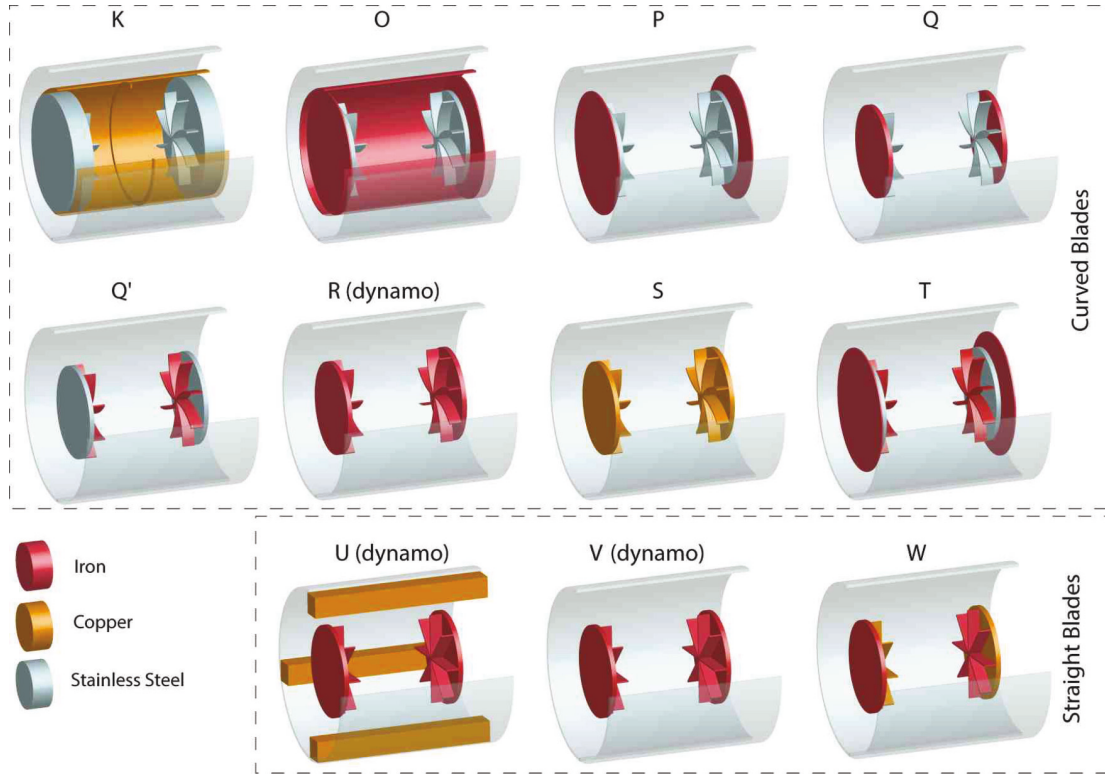 K
O
P
Q
Curved Blades
Q'
R (dynamo)
S
T
Iron
Copper
Stainless Steel
U (dynamo)
V (dynamo)
W
Straight Blades